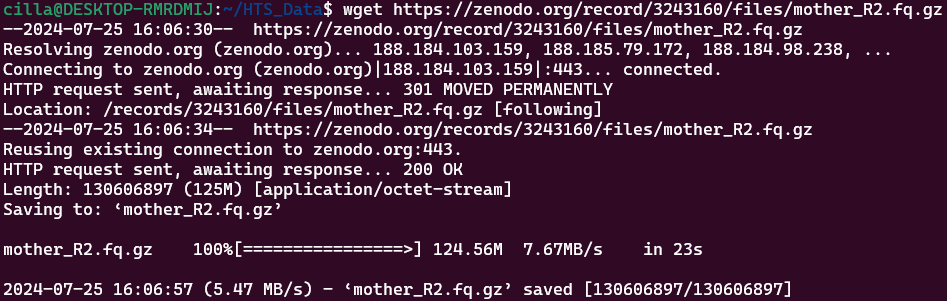 cilla@DESKTOP-RMRDMIJ:~/HTS_Data$ wget https://zenodo.org/record/3243160/files/mother_R2.fq.gz
--2024-07-25 16:06:30--  https://zenodo.org/record/3243160/files/mother_R2.fq.gz
Resolving zenodo.org (zenodo.org)... 188.184.103.159, 188.185.79.172, 188.184.98.238, ...
Connecting to zenodo.org (zenodo.org)|188.184.103.159|:443... connected.
HTTP request sent, awaiting response... 301 MOVED PERMANENTLY
Location: /records/3243160/files/mother_R2.fq.gz [following]
--2024-07-25 16:06:34--  https://zenodo.org/records/3243160/files/mother_R2.fq.gz
Reusing existing connection to zenodo.org:443.
HTTP request sent, awaiting response... 200 OK
Length: 130606897 (125M) [application/octet-stream]
Saving to: ‘mother_R2.fq.gz’
mother_R2.fq.gz    100%[================>] 124.56M  7.67MB/s    in 23s
2024-07-25 16:06:57 (5.47 MB/s) - ‘mother_R2.fq.gz’ saved [130606897/130606897]